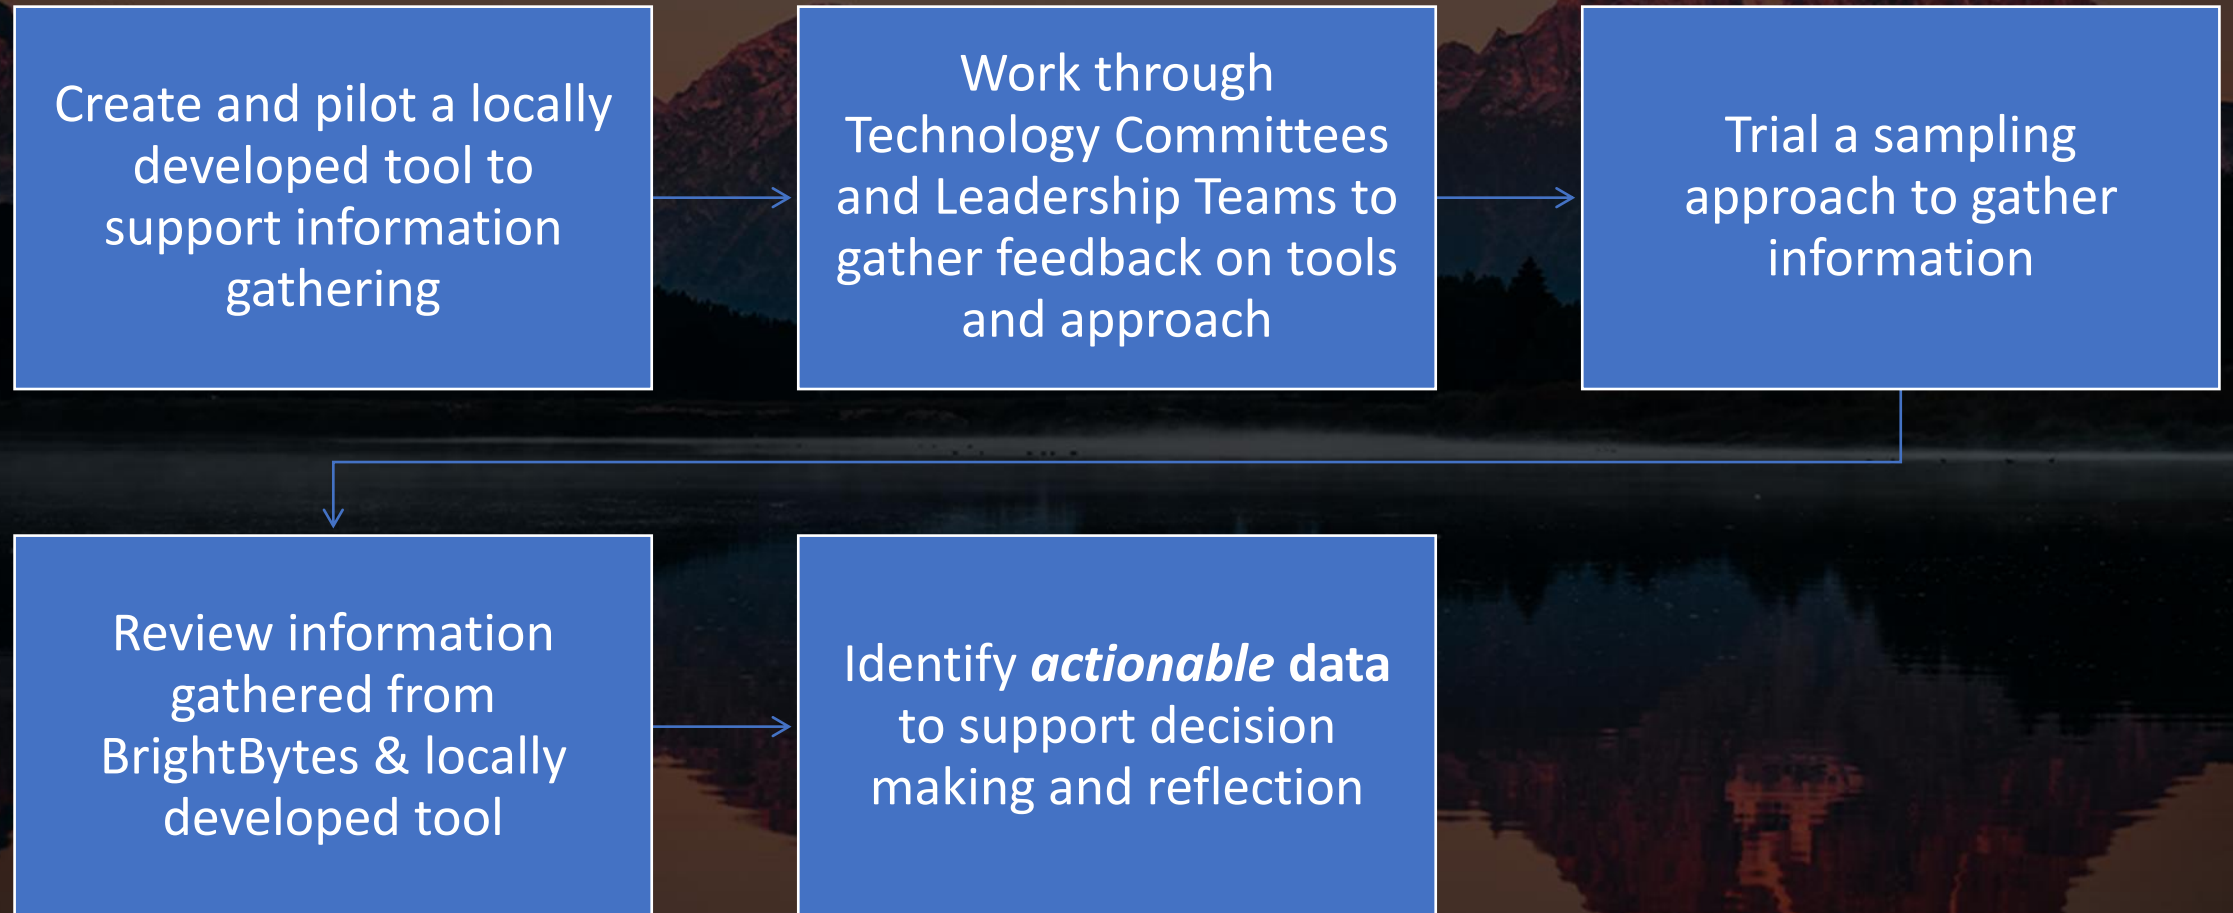 Create and pilot a locally
developed tool to
support information
gathering
Work through
Technology Committees
and Leadership Teams to
gather feedback on tools
and approach
Trial a sampling
approach to gather
information
Review information
gathered from
BrightBytes & locally
developed tool
Identify actionable data
to support decision
making and reflection